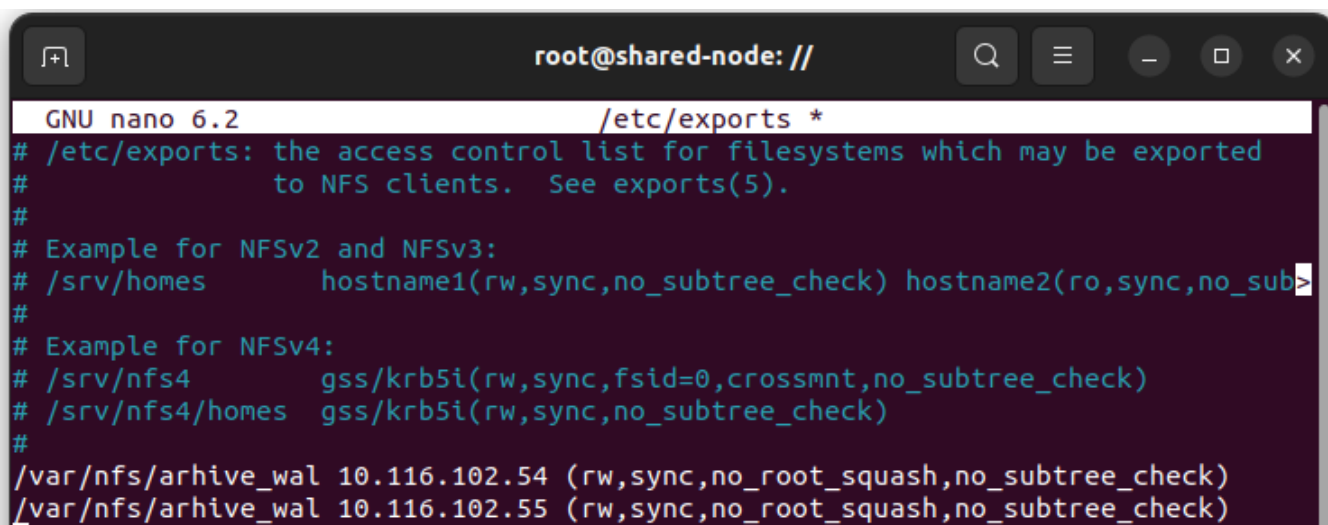 root@shared-node: //
GNU nano 6.2 /etc/exports *
# /etc/exports: the access control list for filesystems which may be exported
#               to NFS clients.  See exports(5).
#
# Example for NFSv2 and NFSv3:
# /srv/homes       hostname1(rw,sync,no_subtree_check) hostname2(ro,sync,no_sub>
#
# Example for NFSv4:
# /srv/nfs4        gss/krb5i(rw,sync,fsid=0,crossmnt,no_subtree_check)
# /srv/nfs4/homes  gss/krb5i(rw,sync,no_subtree_check)
#
/var/nfs/arhive_wal 10.116.102.54 (rw,sync,no_root_squash,no_subtree_check)
/var/nfs/arhive_wal 10.116.102.55 (rw,sync,no_root_squash,no_subtree_check)